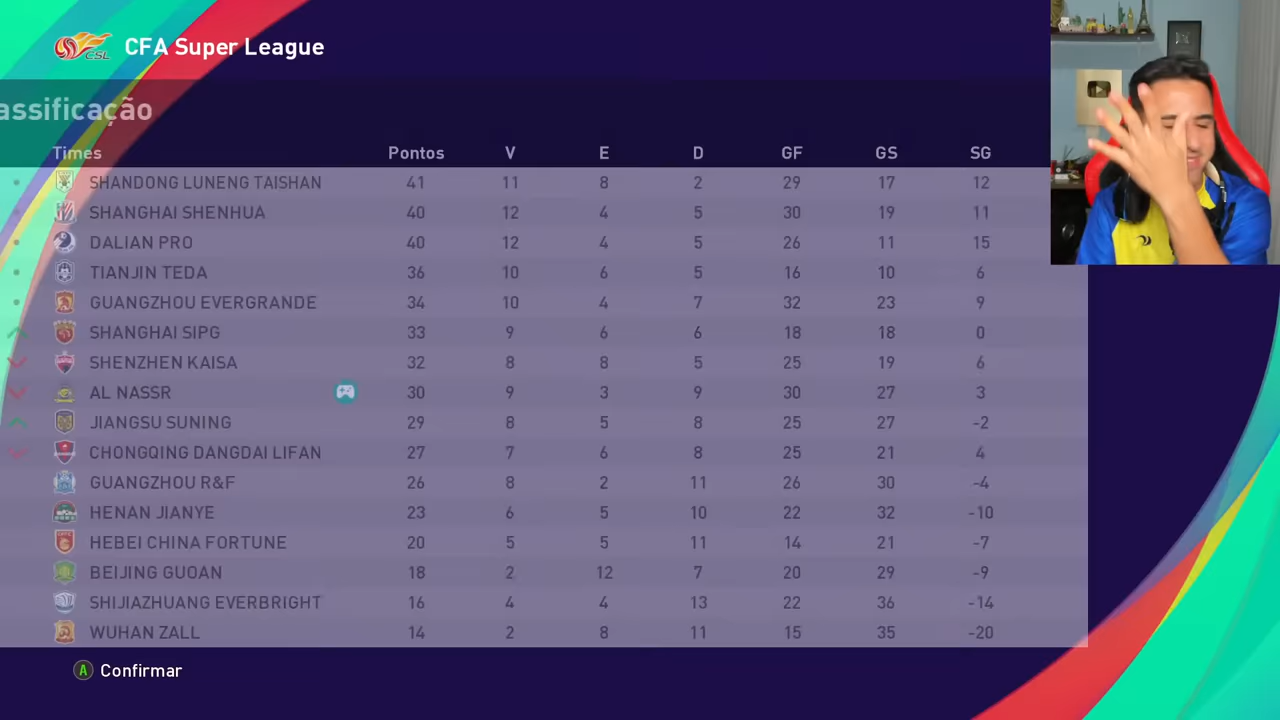 CSL CFA Super League
assificação
Times Pontos V E D GF GS SG
SHANDONG LUNENG TAISHAN 41 11 8 2 29 17 12
SHANGHAI SHENHUA 40 12 4 5 30 19 11
DALIAN PRO 40 12 4 5 26 11 15
TIANJIN TEDA 36 10 6 5 16 10 6
GUANGZHOU EVERGRANDE 34 10 4 7 32 23 9
SHANGHAI SIPG 33 9 6 6 18 18 0
SHENZHEN KAISA 32 8 8 5 25 19 6
AL NASSR 30 9 3 9 30 27 3
JIANGSU SUNING 29 8 5 8 25 27 -2
CHONGQING DANGDAI LIFAN 27 7 6 8 25 21 4
GUANGZHOU R&F 26 8 2 11 26 30 -4
HENAN JIANYE 23 6 5 10 22 32 -10
HEBEI CHINA FORTUNE 20 5 5 11 14 21 -7
BEIJING GUOAN 18 2 12 7 20 29 -9
SHIJIAZHUANG EVERBRIGHT 16 4 4 13 22 36 -14
WUHAN ZALL 14 2 8 11 15 35 -20
A Confirmar